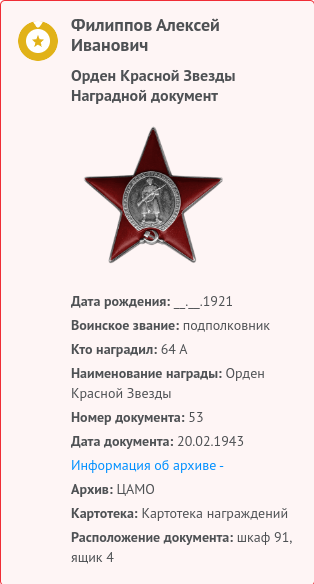 Филиппов Алексей
Иванович
Орден Красной Звезды
Наградной документ
Дата рождения: __.__.1921
Воинское звание: подполковник
Кто наградил: 64 А
Наименование награды: Орден
Красной Звезды
Номер документа: 53
Дата документа: 20.02.1943
Информация об архиве -
Архив: ЦАМО
Картотека: Картотека награждений
Расположение документа: шкаф 91,
ящик 4